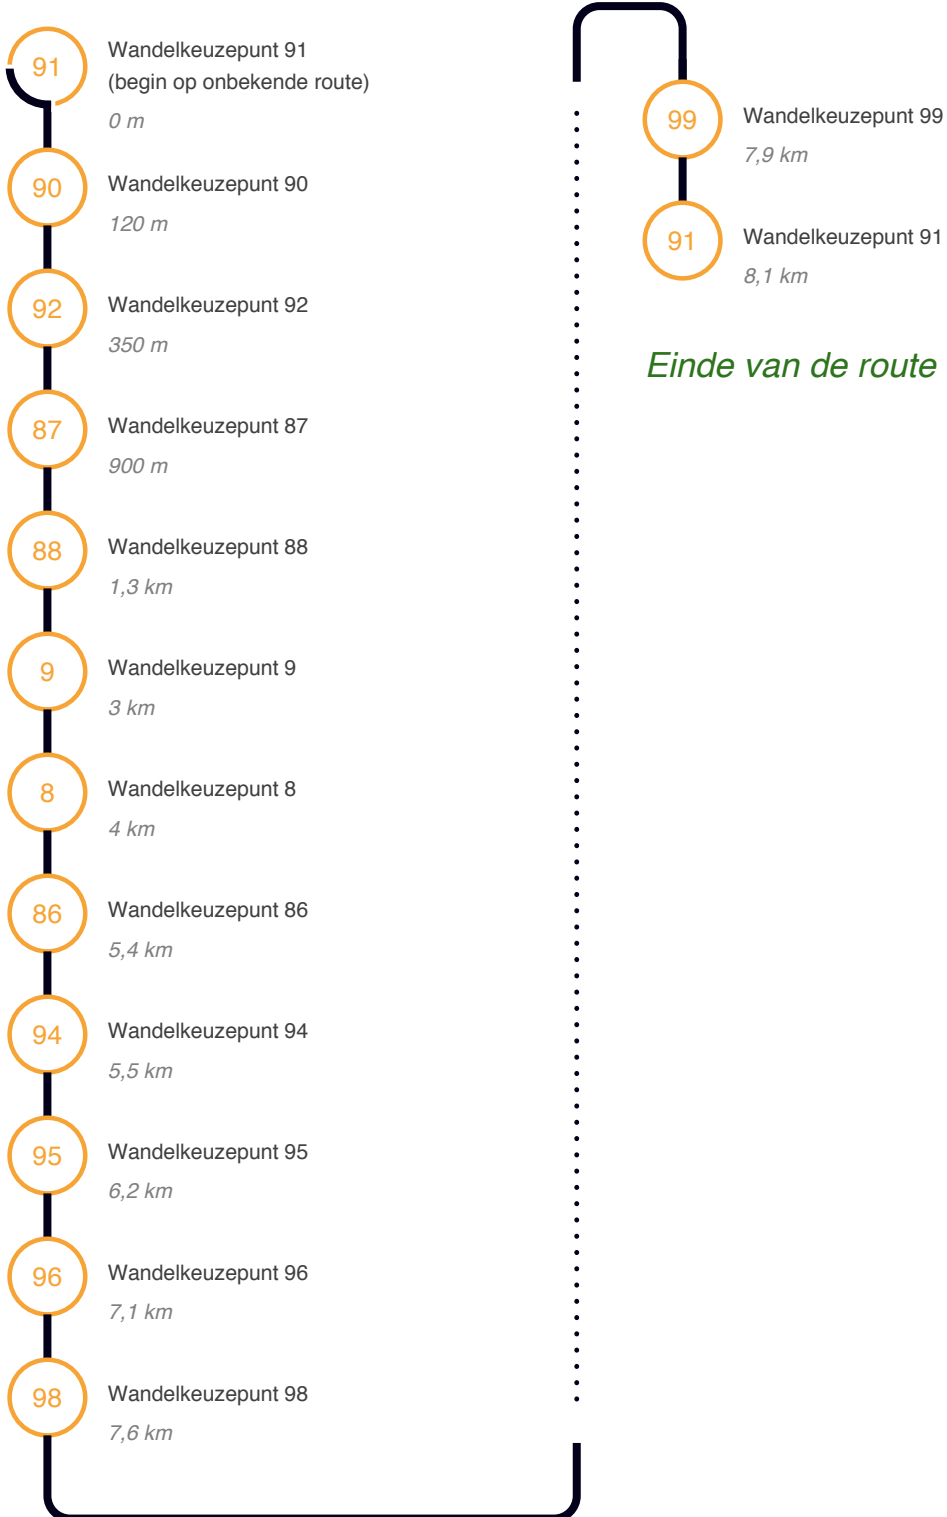 91
Wandelkeuzepunt 91
(begin op onbekende route)
0 m
90
Wandelkeuzepunt 90
120 m
92
Wandelkeuzepunt 92
350 m
87
Wandelkeuzepunt 87
900 m
88
Wandelkeuzepunt 88
1,3 km
9
Wandelkeuzepunt 9
3 km
8
Wandelkeuzepunt 8
4 km
86
Wandelkeuzepunt 86
5,4 km
94
Wandelkeuzepunt 94
5,5 km
95
Wandelkeuzepunt 95
6,2 km
96
Wandelkeuzepunt 96
7,1 km
98
Wandelkeuzepunt 98
7,6 km
99
Wandelkeuzepunt 99
7,9 km
91
Wandelkeuzepunt 91
8,1 km
Einde van de route